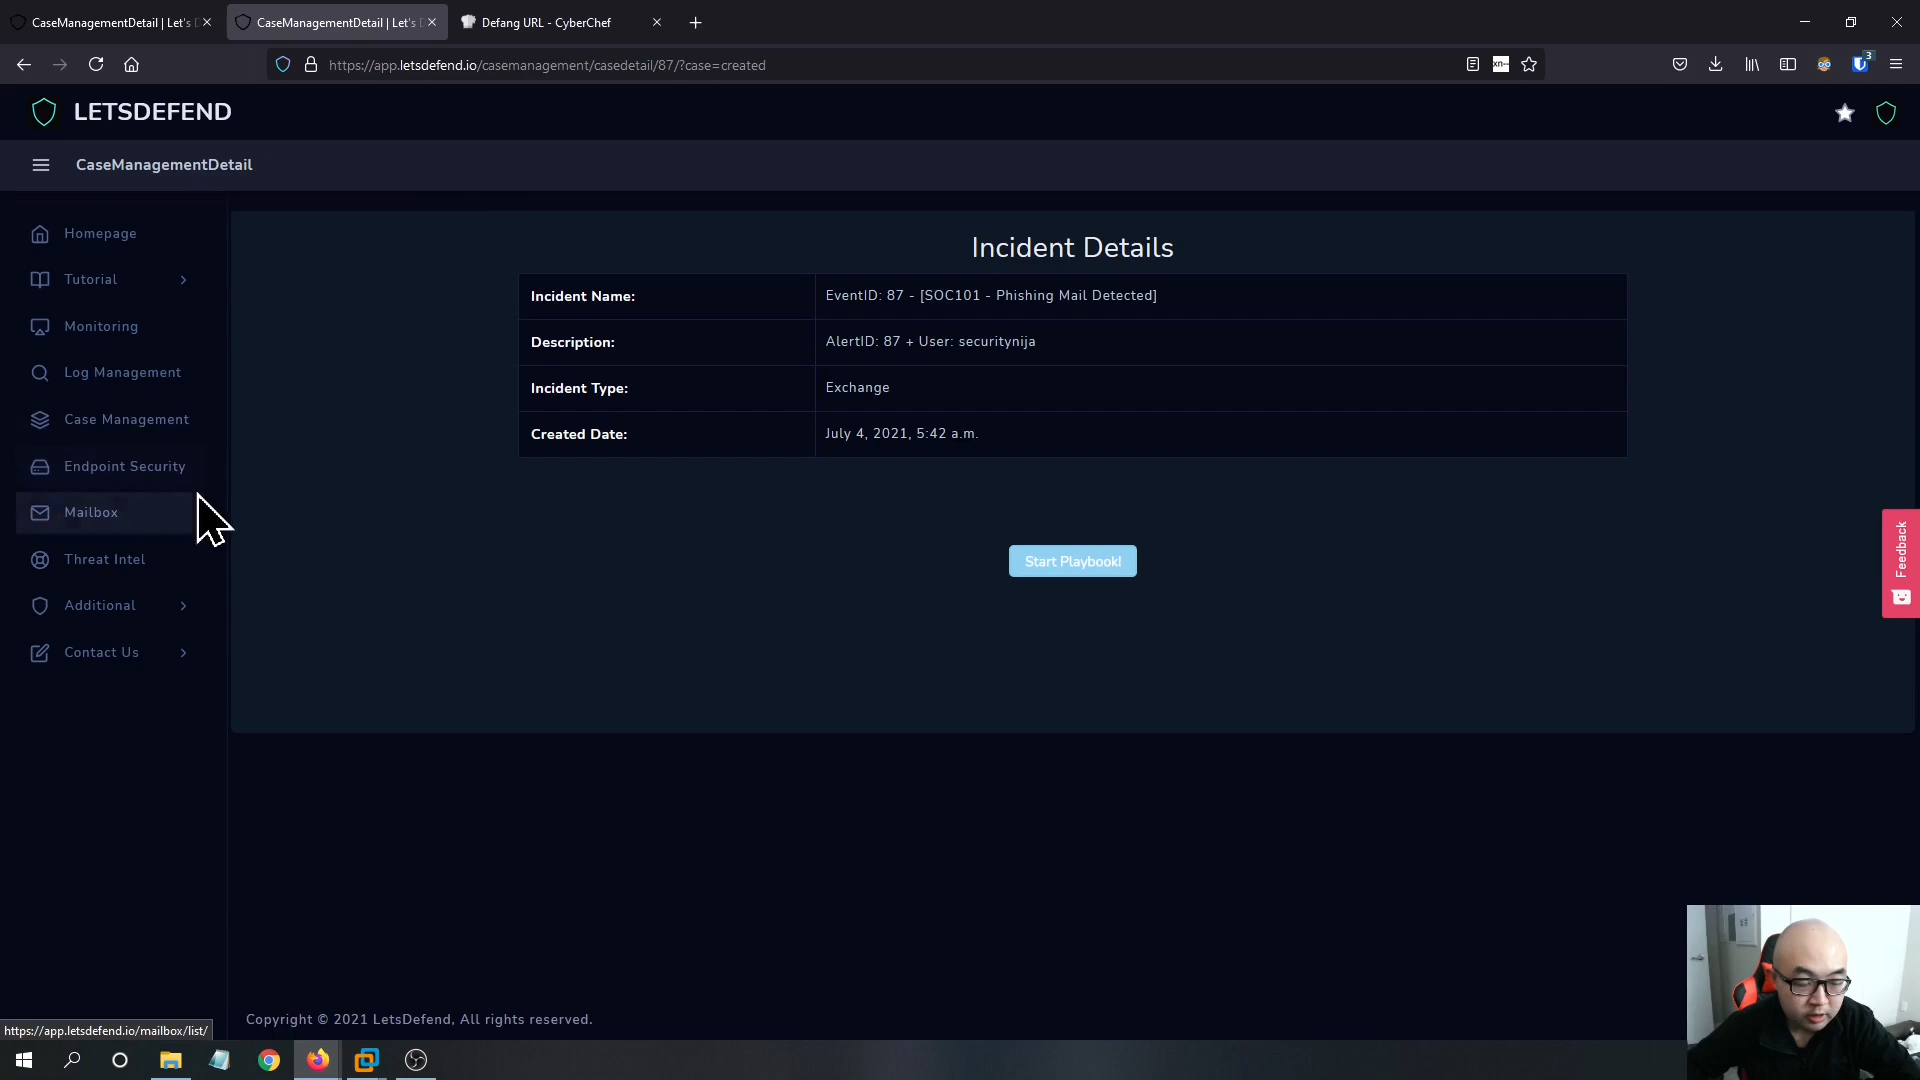 CaseManagementDetail | Let's D
CaseManagementDetail | Let's D
Defang URL - CyberChef
https://app.letsdefend.io/casemanagement/casedetail/87/?case=created
xn--
3
LETSDEFEND
CaseManagementDetail
Homepage
Tutorial
Monitoring
Log Management
Case Management
Endpoint Security
Mailbox
Threat Intel
Additional
Contact Us
Incident Details
Incident Name: EventID: 87 - [SOC101 - Phishing Mail Detected]
Description: AlertID: 87 + User: securitynija
Incident Type: Exchange
Created Date: July 4, 2021, 5:42 a.m.
Start Playbook!
Feedback
Copyright © 2021 LetsDefend, All rights reserved.
https://app.letsdefend.io/mailbox/list/